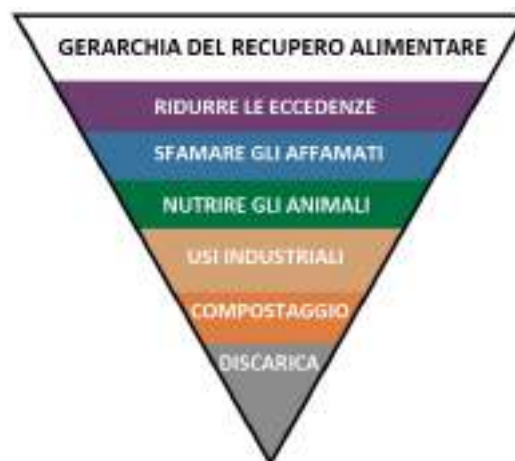 GERARCHIA DEL RECUPERO ALIMENTARE
RIDURRE LE ECCEDENZE
SFAMARE GLI AFFAMATI
NUTRIRE GLI ANIMALI
USI INDUSTRIALI
COMPOSTAGGIO
DISCARICA